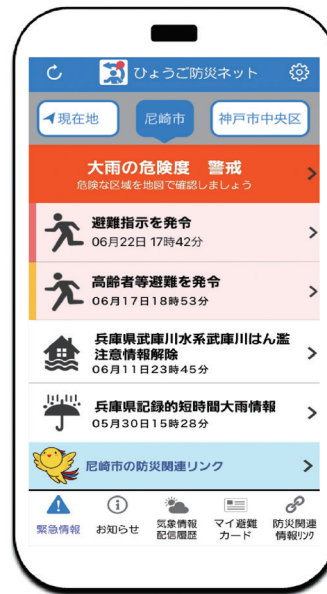 ひょうご防災ネット
現在地
尼崎市
神戸市中央区
大雨の危険度 警戒
危険な区域を地図で確認しましょう
避難指示を発令
06月22日 17時42分
高齢者等避難を発令
06月17日18時53分
兵庫県武庫川水系武庫川はん濫
注意情報解除
06月11日23時45分
兵庫県記録的短時間大雨情報
05月30日15時28分
尼崎市の防災関連リンク
緊急情報
お知らせ
気象情報
配信履歴
マイ避難
カード
防災関連
情報リンク